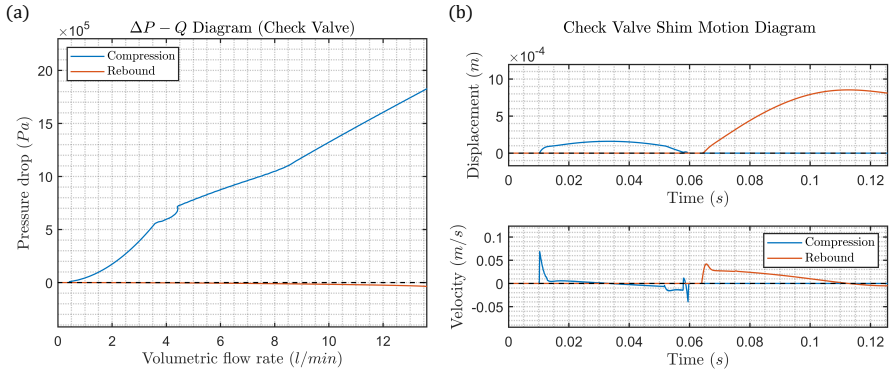 (a)
ΔP − Q Diagram (Check Valve)
×10⁵
Compression
Rebound
20
15
10
5
0
Pressure drop (Pa)
0 2 4 6 8 10 12
Volumetric flow rate (l/min)
(b)
Check Valve Shim Motion Diagram
×10⁻⁴
10
5
0
Displacement (m)
0 0.02 0.04 0.06 0.08 0.1 0.12
Time (s)
Compression
Rebound
0.1
0.05
0
-0.05
Velocity (m/s)
0 0.02 0.04 0.06 0.08 0.1 0.12
Time (s)